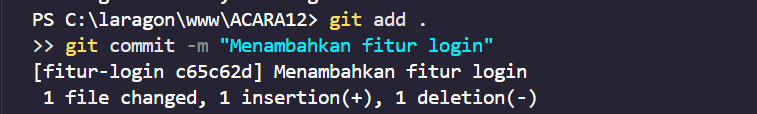 PS C:\laragon\www\ACARA12> git add .
>> git commit -m "Menambahkan fitur login"
[fitur-login c65c62d] Menambahkan fitur login
 1 file changed, 1 insertion(+), 1 deletion(-)